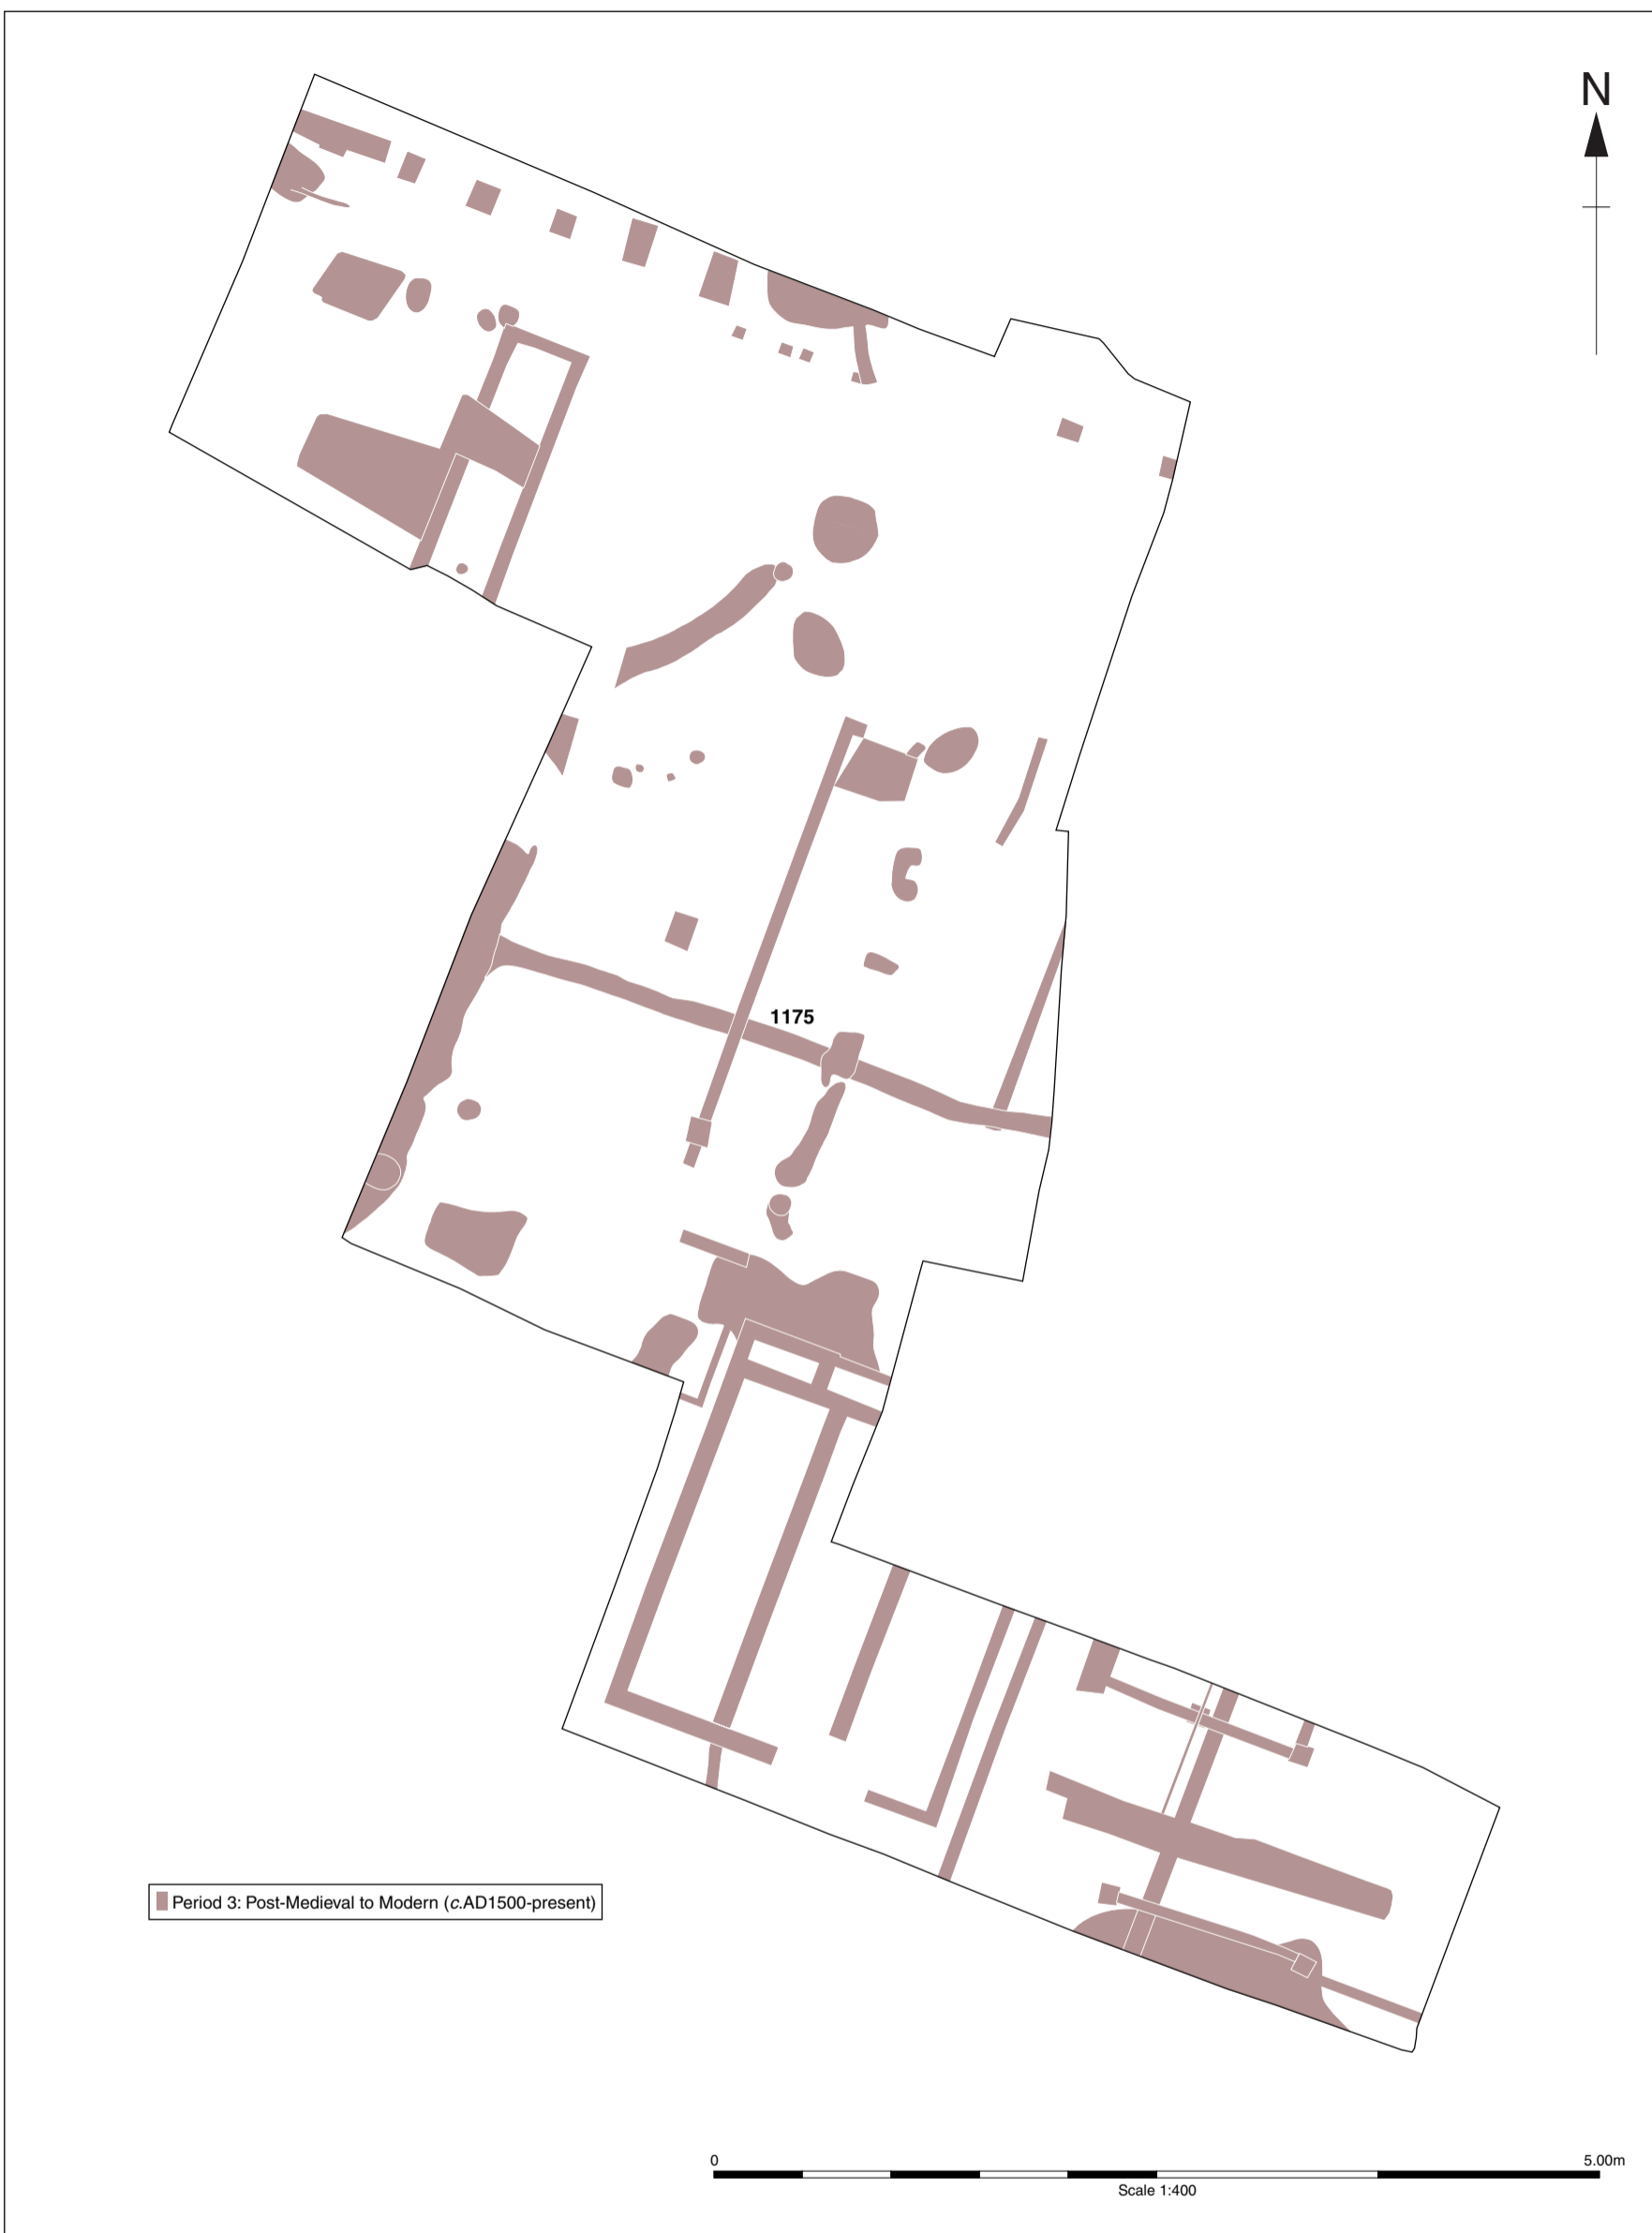 N
1175
Period 3: Post-Medieval to Modern (c.AD1500-present)
0 5.00m
Scale 1:400